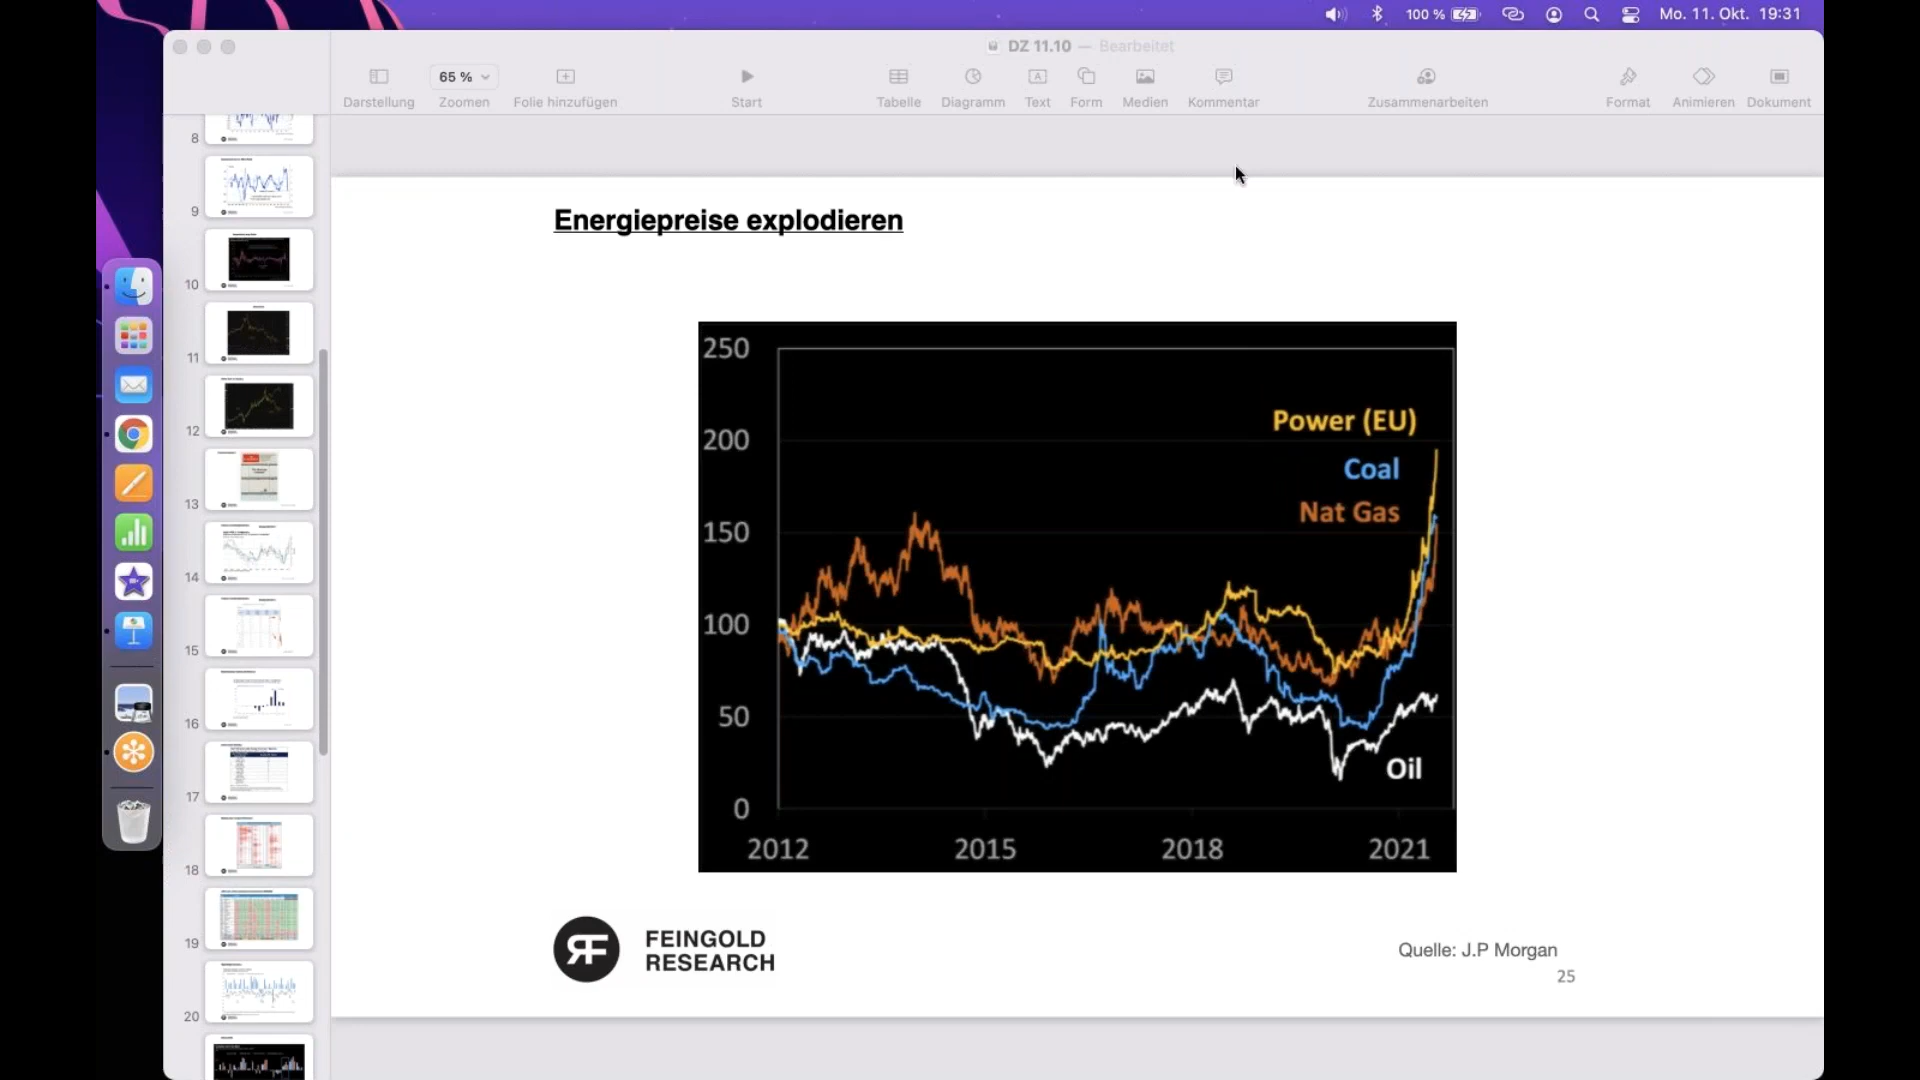 100 %
Mo. 11. Okt. 19:31
DZ 11.10 — Bearbeitet
65 %
Darstellung
Zoomen
Folie hinzufügen
Start
Tabelle
Diagramm
Text
Form
Medien
Kommentar
Zusammenarbeiten
Format
Animieren
Dokument
8
9
10
11
12
13
14
15
16
17
18
19
20
Energiepreise explodieren
250
200
150
100
50
0
Power (EU)
Coal
Nat Gas
Oil
2012
2015
2018
2021
RF
FEINGOLD
RESEARCH
Quelle: J.P Morgan
25